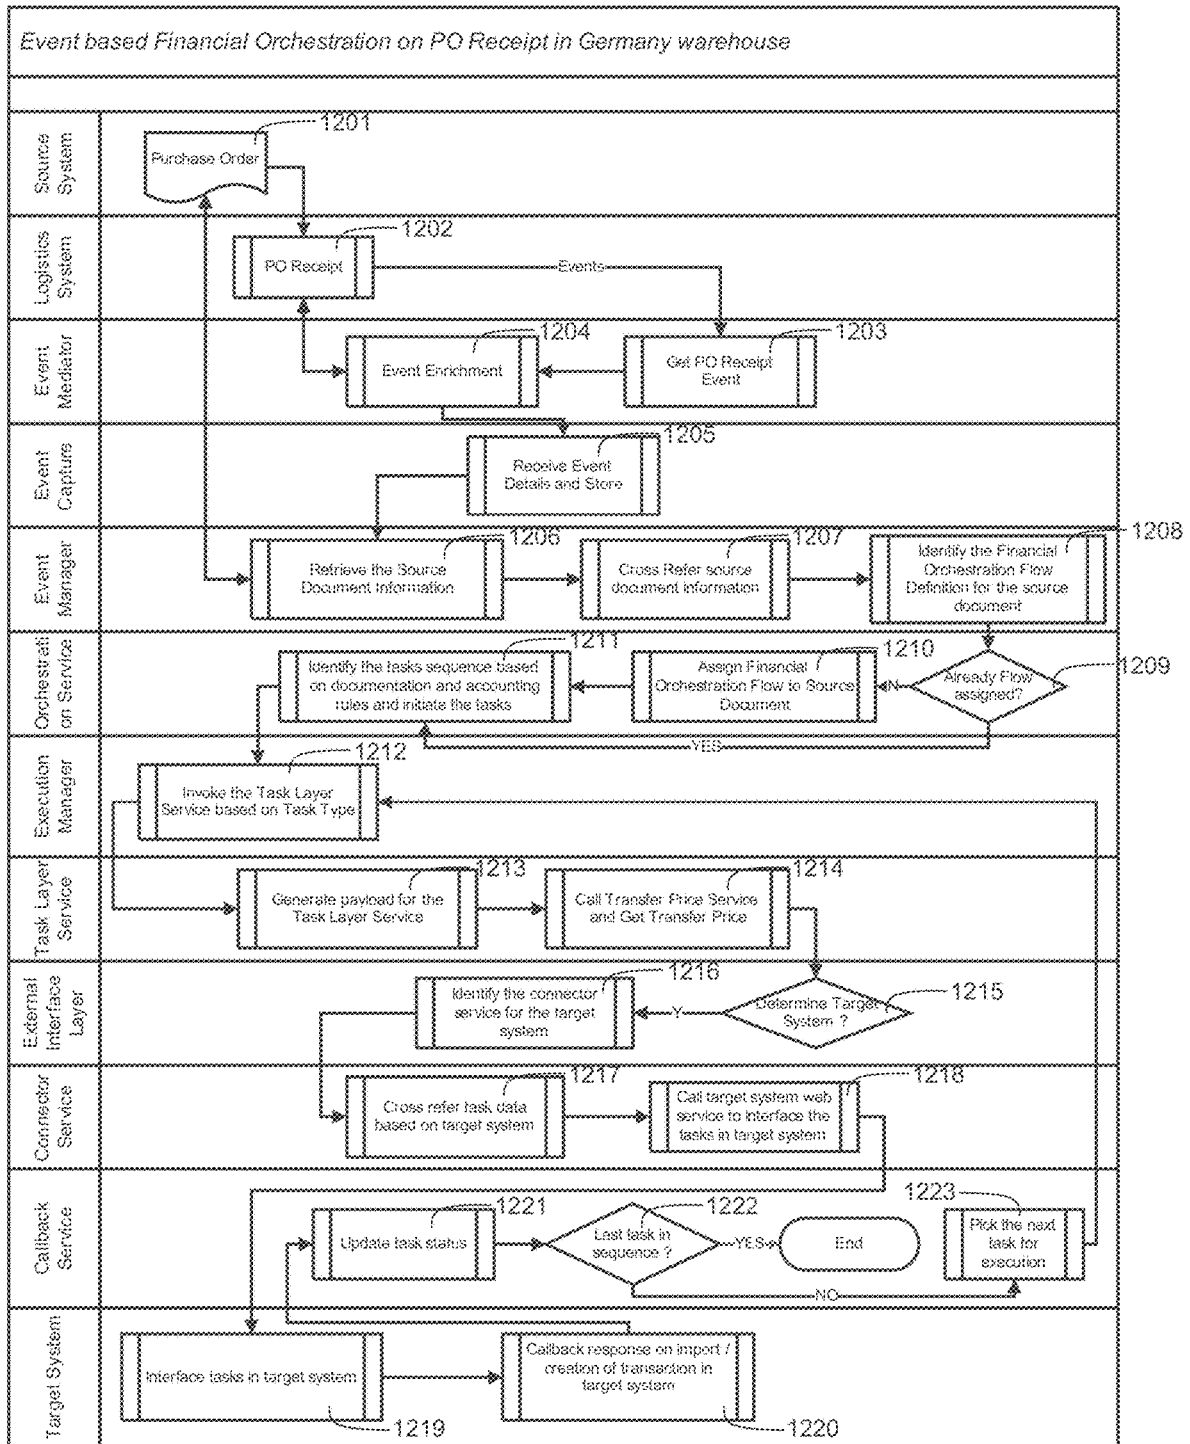 Event based Financial Orchestration on PO Receipt in Germany warehouse
Source
System
1201
Purchase Order
Logistics
System
1202
PO Receipt
Events
Event
Mediator
1204
Event Enrichment
1203
Get PO Receipt
Event
Event
Capture
1205
Receive Event
Details and Store
Event
Manager
1206
Retrieve the Source
Document Information
1207
Cross Refer source
document information
1208
Identify the Financial
Orchestration Flow
Definition for the source
document
Orchestrati
on Service
1211
Identify the tasks sequence based
on documentation and accounting
rules and initiate the tasks
1210
Assign Financial
Orchestration Flow to Source
Document
N
1209
Already Flow
assigned?
YES
Execution
Manager
1212
Invoke the Task Layer
Service based on Task Type
Task Layer
Service
1213
Generate payload for the
Task Layer Service
1214
Call Transfer Price Service
and Get Transfer Price
External
Interface
Layer
1216
Identify the connector
service for the target
system
Y
1215
Determine Target
System ?
Connector
Service
1217
Cross refer task data
based on target system
1218
Call target system web
service to interface the
tasks in target system
Callback
Service
1221
Update task status
1222
Last task in
sequence ?
YES
End
1223
Pick the next
task for
execution
NO
Target System
Interface tasks in target system
1219
Callback response on import /
creation of transaction in
target system
1220